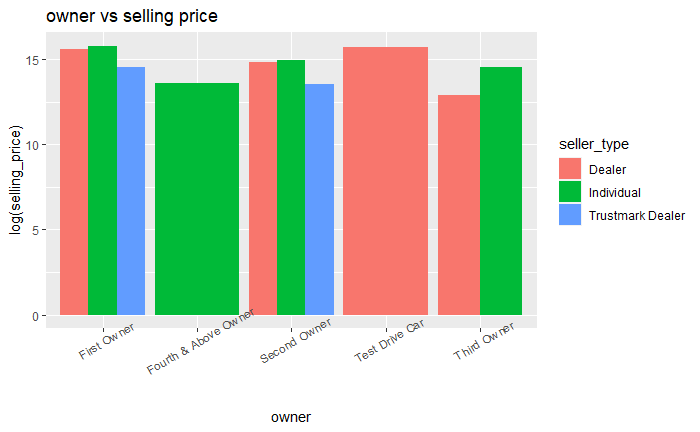 owner vs selling price
log(selling_price)
15
10
5
0
First Owner
Fourth & Above Owner
Second Owner
Test Drive Car
Third Owner
owner
seller_type
Dealer
Individual
Trustmark Dealer